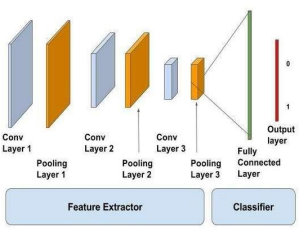 0
1
Output
layer
Conv
Layer 1
Conv
Layer 2
Conv
Layer 3
Pooling
Layer 1
Pooling
Layer 2
Pooling
Layer 3
Fully
Connected
Layer
Feature Extractor
Classifier